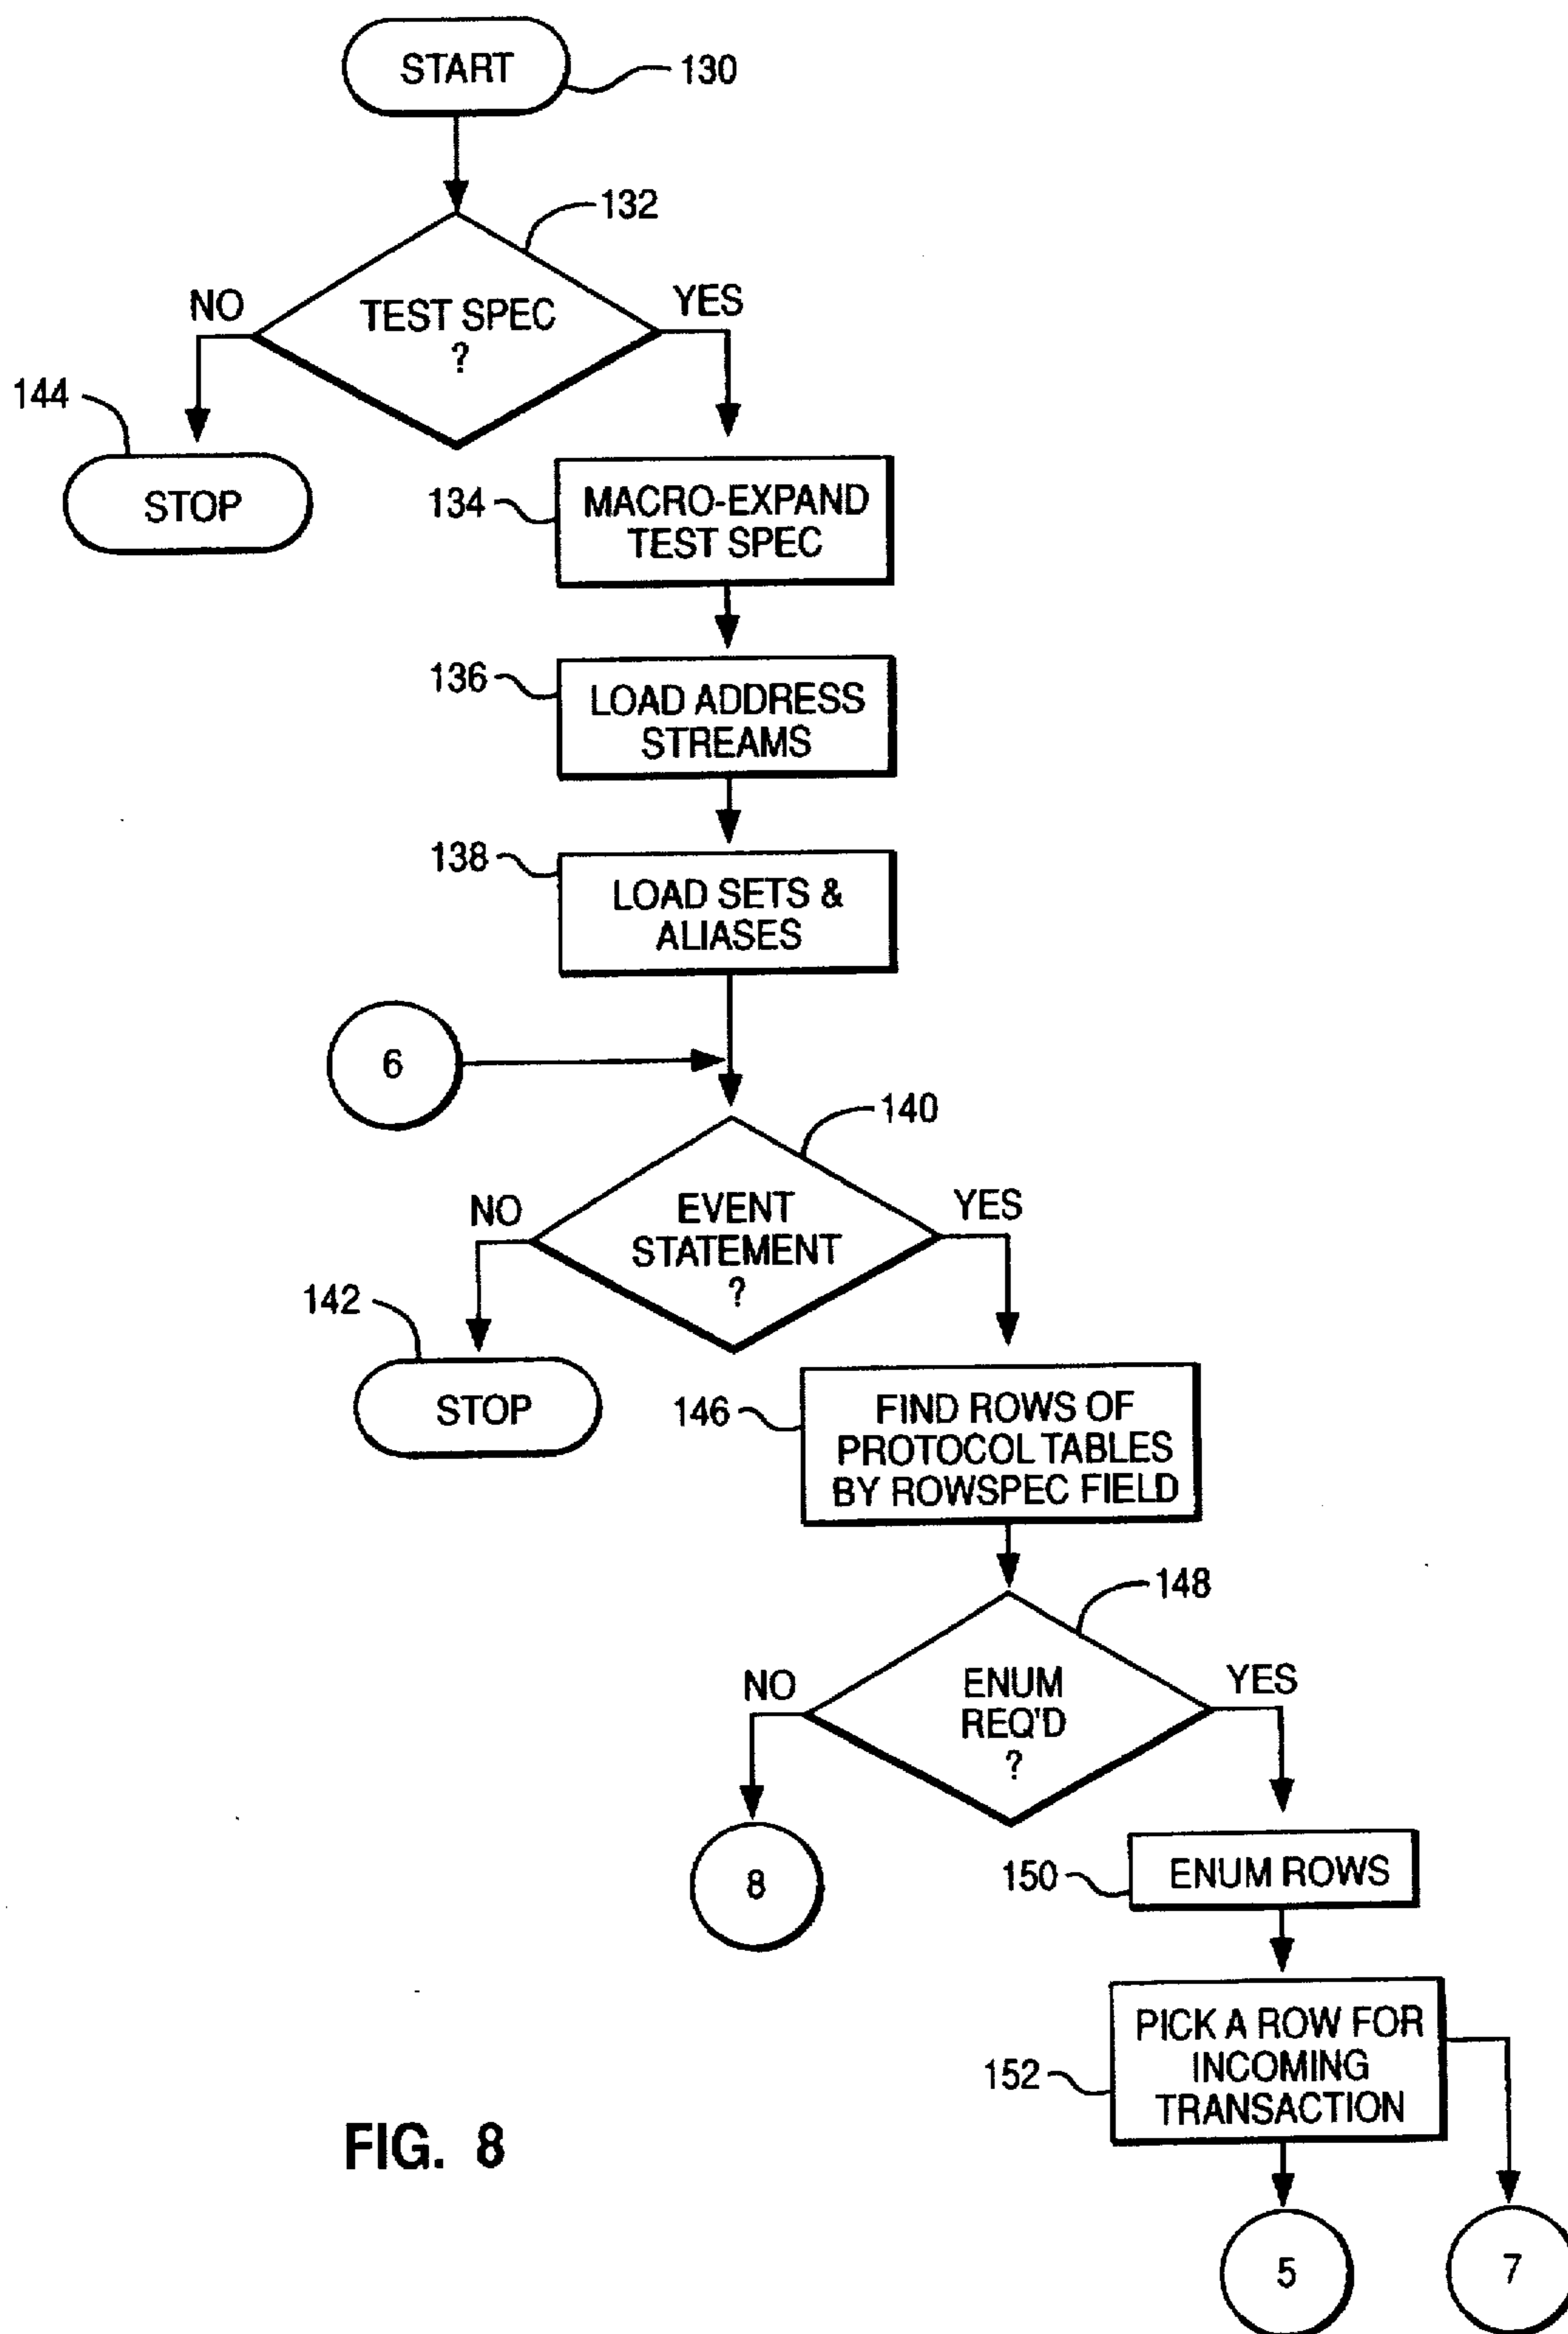 START
130
132
NO
TEST SPEC
?
YES
144
STOP
134
MACRO-EXPAND
TEST SPEC
136
LOAD ADDRESS
STREAMS
138
LOAD SETS &
ALIASES
6
140
NO
EVENT
STATEMENT
?
YES
142
STOP
146
FIND ROWS OF
PROTOCOL TABLES
BY ROWSPEC FIELD
148
NO
ENUM
REQ'D
?
YES
8
150
ENUM ROWS
152
PICK A ROW FOR
INCOMING
TRANSACTION
FIG. 8
5
7